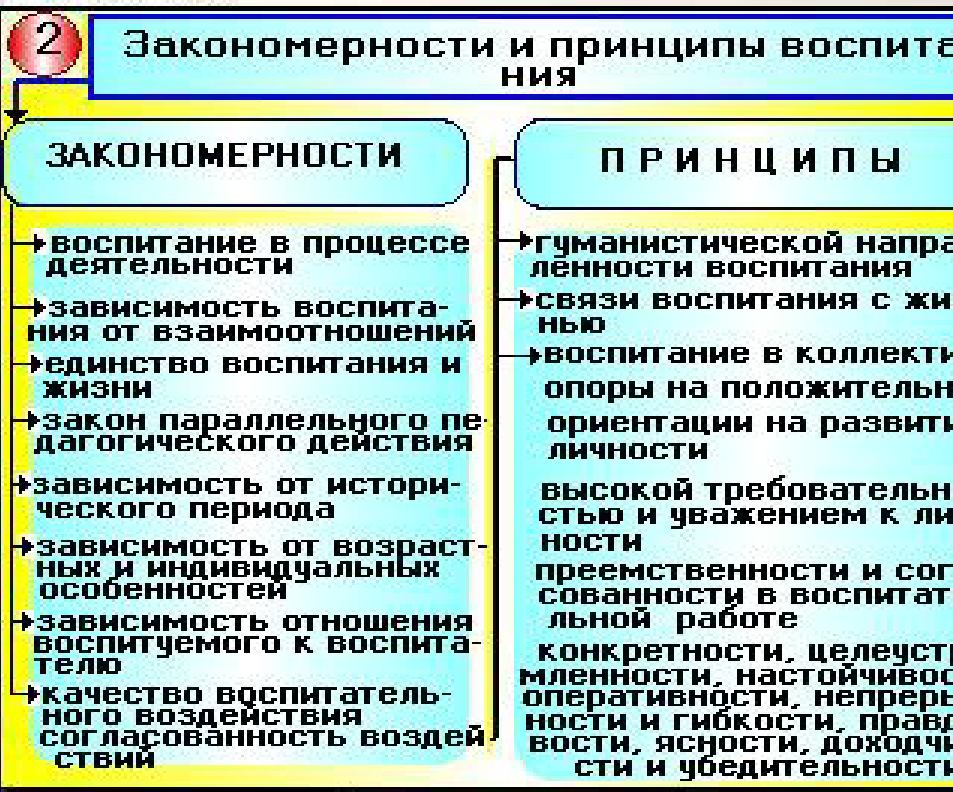 2
Закономерности и принципы воспита
ния
ЗАКОНОМЕРНОСТИ
воспитание в процессе
деятельности
зависимость воспита-
ния от взаимоотношений
единство воспитания и
жизни
закон параллельного пе-
дагогического действия
зависимость от истори-
ческого периода
зависимость от возраст-
ных и индивидуальных
особенностей
зависимость отношения
воспитуемого к воспита-
телю
качество воспитатель-
ного воздействия
согласованность воздей
ствий
ПРИНЦИПЫ
гуманистической напра
ленности воспитания
связи воспитания с жи
нью
воспитание в коллекти
опоры на положительн
ориентации на развити
личности
высокой требовательн
стью и уважением к ли
ности
преемственности и сог
сованности в воспитат
льной работе
конкретности, целеустр
мленности, настойчивос
оперативности, непреры
ности и гибкости, правд
вости, ясности, доходчи
сти и убедительности